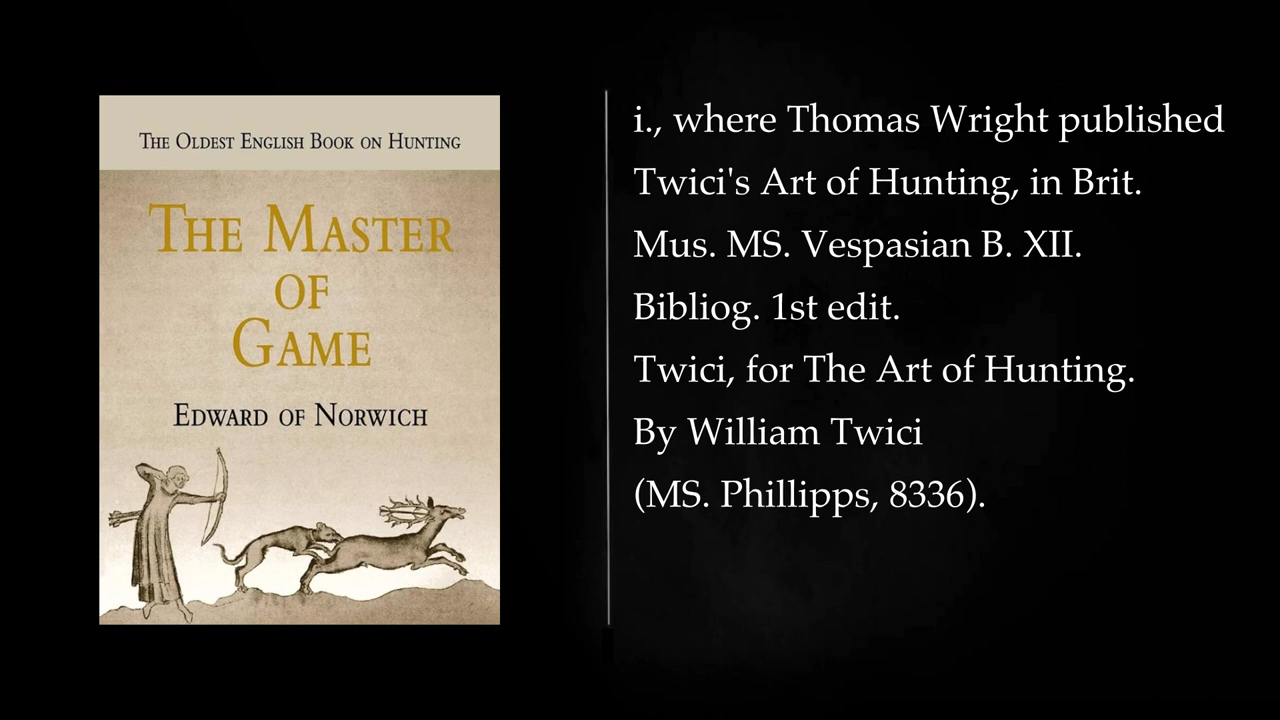 THE OLDEST ENGLISH BOOK ON HUNTING
THE MASTER
OF
GAME
EDWARD OF NORWICH
i., where Thomas Wright published
Twici's Art of Hunting, in Brit.
Mus. MS. Vespasian B. XII.
Bibliog. 1st edit.
Twici, for The Art of Hunting.
By William Twici
(MS. Phillipps, 8336).